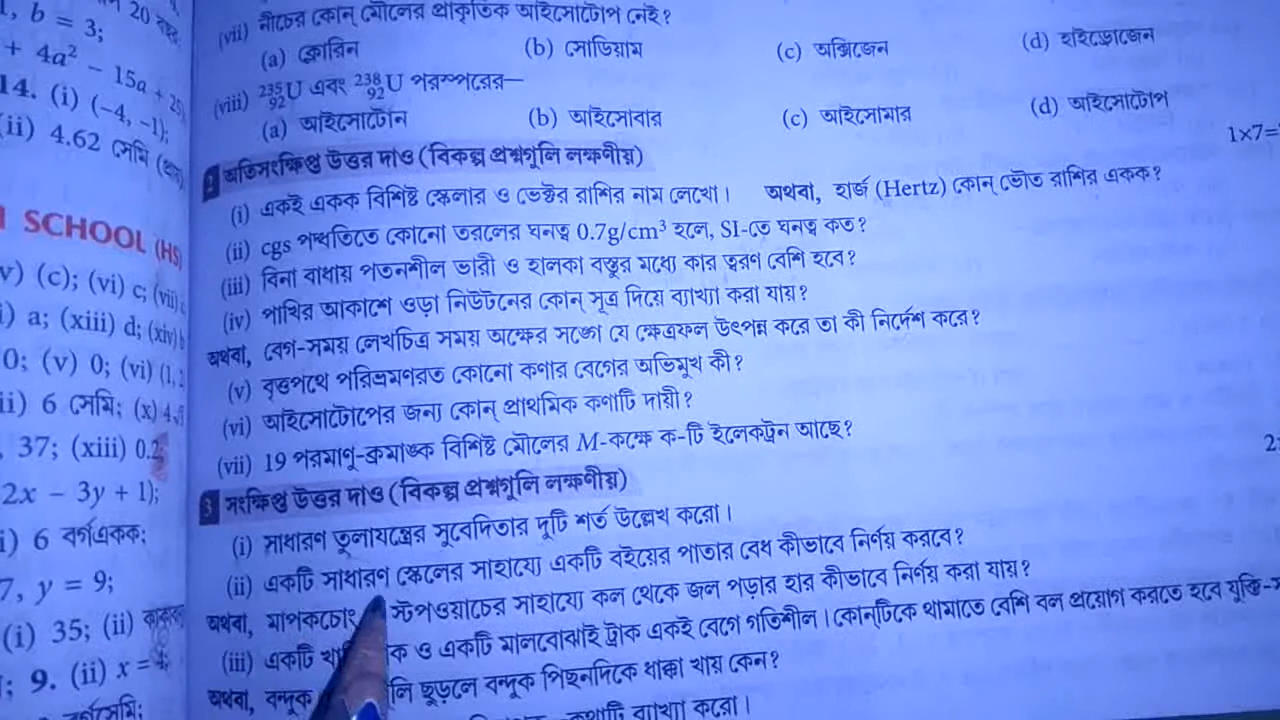 b = 3;
+ 4a² − 15a + 25
14. (i) (−4, −1);
(ii) 4.62 সেমি
SCHOOL (HS)
v) (c); (vi) c; (vii)
i) a; (xiii) d; (xiv) b
0; (v) 0; (vi)
ii) 6 সেমি; (x)
37; (xiii) 0.2
2x − 3y + 1);
i) 6 বর্গএকক;
7, y = 9;
(i) 35; (ii)
; 9. (ii) x =
(vii) নীচের কোন্ মৌলের প্রাকৃতিক আইসোটোপ নেই?
(a) ক্লোরিন (b) সোডিয়াম (c) অক্সিজেন (d) হাইড্রোজেন
(viii) ²³⁵₉₂U এবং ²³⁸₉₂U পরস্পরের—
(a) আইসোটোন (b) আইসোবার (c) আইসোমার (d) আইসোটোপ
2 অতিসংক্ষিপ্ত উত্তর দাও (বিকল্প প্রশ্নগুলি লক্ষণীয়) 1×7=
(i) একই একক বিশিষ্ট স্কেলার ও ভেক্টর রাশির নাম লেখো। অথবা, হার্জ (Hertz) কোন্ ভৌত রাশির একক?
(ii) cgs পদ্ধতিতে কোনো তরলের ঘনত্ব 0.7g/cm³ হলে, SI-তে ঘনত্ব কত?
(iii) বিনা বাধায় পতনশীল ভারী ও হালকা বস্তুর মধ্যে কার ত্বরণ বেশি হবে?
(iv) পাখির আকাশে ওড়া নিউটনের কোন্ সূত্র দিয়ে ব্যাখ্যা করা যায়?
অথবা, বেগ-সময় লেখচিত্র সময় অক্ষের সঙ্গে যে ক্ষেত্রফল উৎপন্ন করে তা কী নির্দেশ করে?
(v) বৃত্তপথে পরিভ্রমণরত কোনো কণার বেগের অভিমুখ কী?
(vi) আইসোটোপের জন্য কোন্ প্রাথমিক কণাটি দায়ী?
(vii) 19 পরমাণু-ক্রমাঙ্ক বিশিষ্ট মৌলের M-কক্ষে ক-টি ইলেকট্রন আছে?
3 সংক্ষিপ্ত উত্তর দাও (বিকল্প প্রশ্নগুলি লক্ষণীয়)
(i) সাধারণ তুলাযন্ত্রের সুবেদিতার দুটি শর্ত উল্লেখ করো।
(ii) একটি সাধারণ স্কেলের সাহায্যে একটি বইয়ের পাতার বেধ কীভাবে নির্ণয় করবে?
অথবা, মাপকচোং স্টপওয়াচের সাহায্যে কল থেকে জল পড়ার হার কীভাবে নির্ণয় করা যায়?
(iii) একটি ও একটি মালবোঝাই ট্রাক একই বেগে গতিশীল। কোনটিকে থামাতে বেশি বল প্রয়োগ করতে হবে
অথবা, বন্দুক ছুড়লে বন্দুক পিছনদিকে ধাক্কা খায় কেন?
ব্যাখ্যা করো।